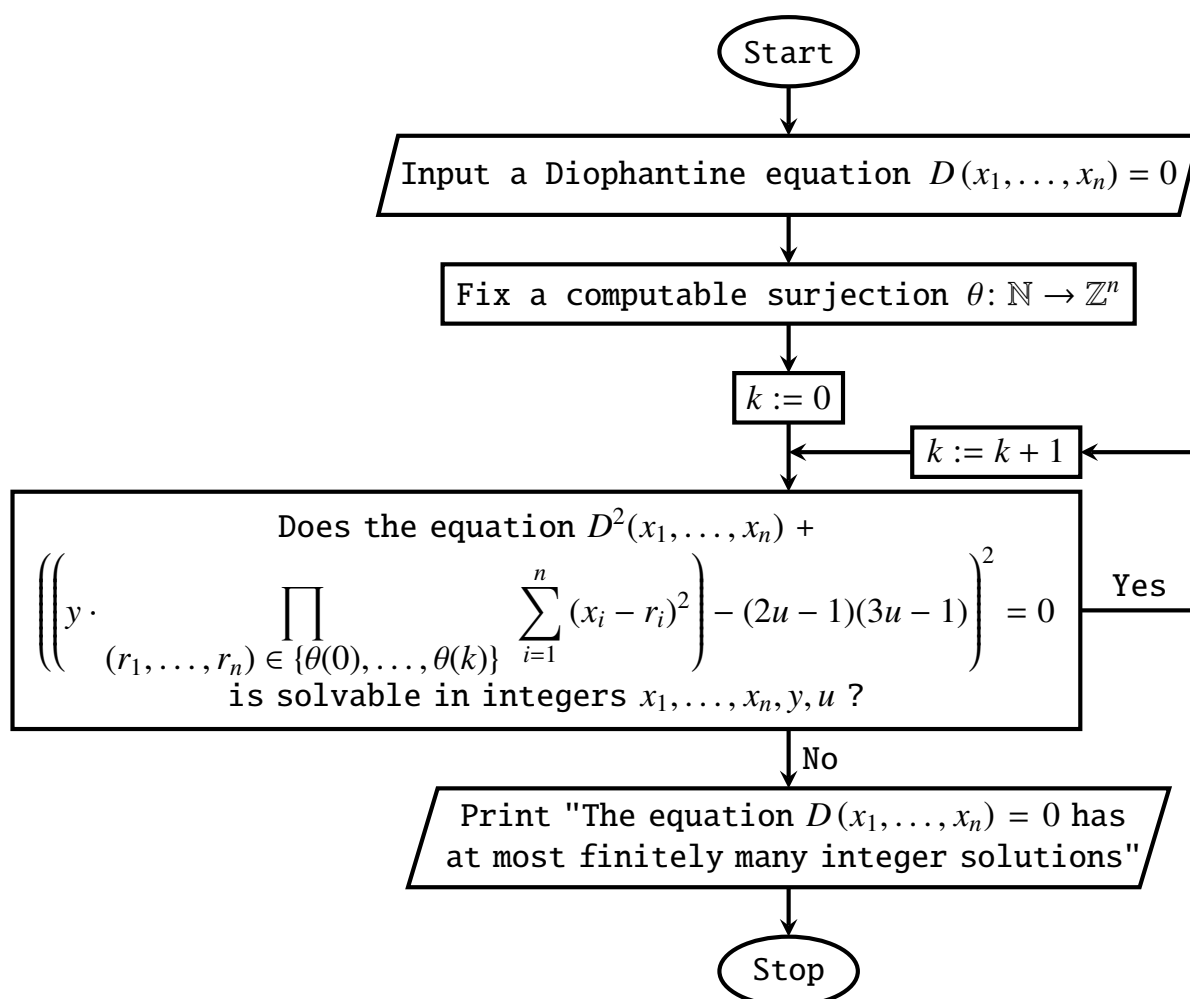 Start
Input a Diophantine equation D(x₁, . . . , xₙ) = 0
Fix a computable surjection θ: ℕ → ℤⁿ
k := 0
k := k + 1
Does the equation D²(x₁, . . . , xₙ) +
((y · ∏_{(r₁, . . . , rₙ) ∈ {θ(0), . . . , θ(k)}} ∑_{i=1}^{n} (xᵢ − rᵢ)²) − (2u − 1)(3u − 1))² = 0
is solvable in integers x₁, . . . , xₙ, y, u ?
Yes
No
Print "The equation D(x₁, . . . , xₙ) = 0 has
at most finitely many integer solutions"
Stop